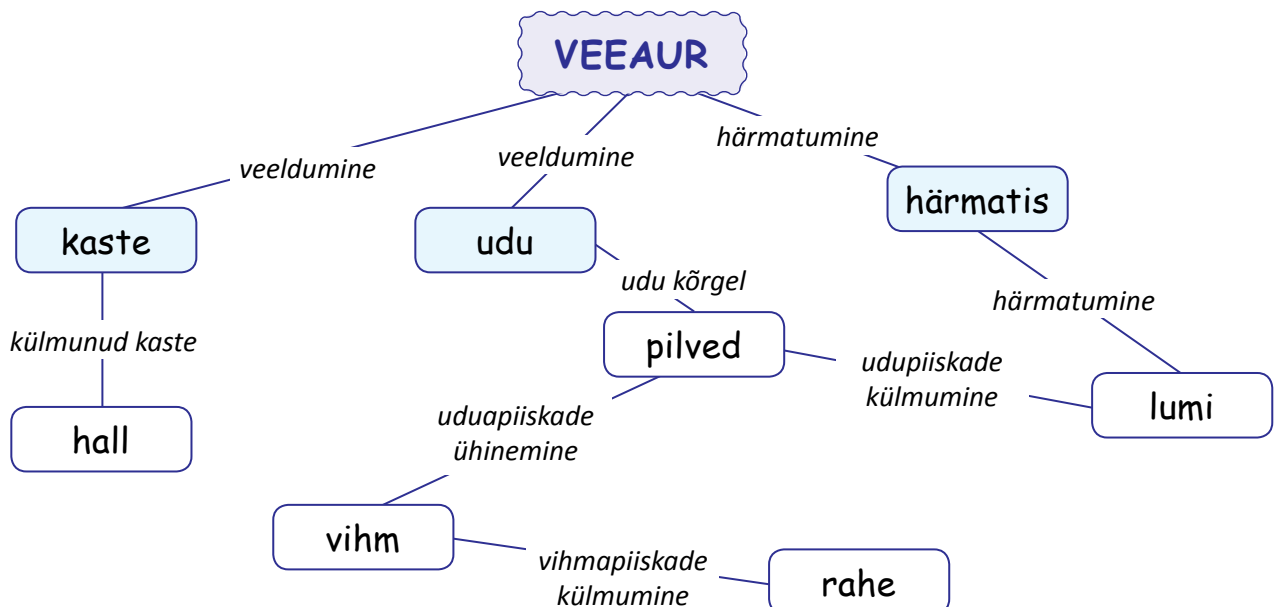 VEEAUR
härmatumine
veeldumine
veeldumine
härmatis
kaste
udu
udu kõrgel
härmatumine
külmunud kaste
pilved
udupiiskade
külmumine
lumi
uduapiiskade
ühinemine
hall
vihm
vihmapiiskade
külmumine
rahe